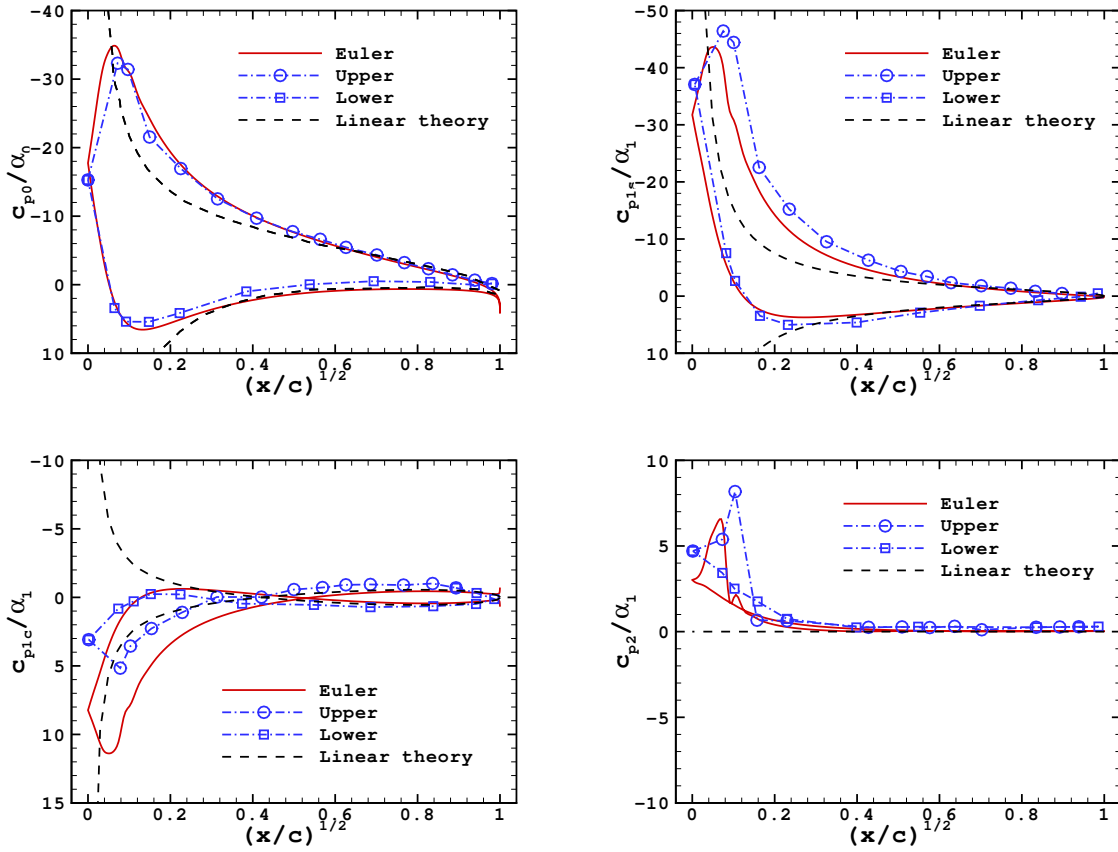 -40
-30
-20
-10
0
10
c_p0/α_0
Euler
Upper
Lower
Linear theory
0 0.2 0.4 0.6 0.8 1
(x/c)^1/2
-50
-40
-30
-20
-10
0
10
c_p1s/α_1
Euler
Upper
Lower
Linear theory
0 0.2 0.4 0.6 0.8 1
(x/c)^1/2
-10
-5
0
5
10
15
c_p1c/α_1
Euler
Upper
Lower
Linear theory
0 0.2 0.4 0.6 0.8 1
(x/c)^1/2
10
5
0
-5
-10
c_p2/α_1
Euler
Upper
Lower
Linear theory
0 0.2 0.4 0.6 0.8 1
(x/c)^1/2